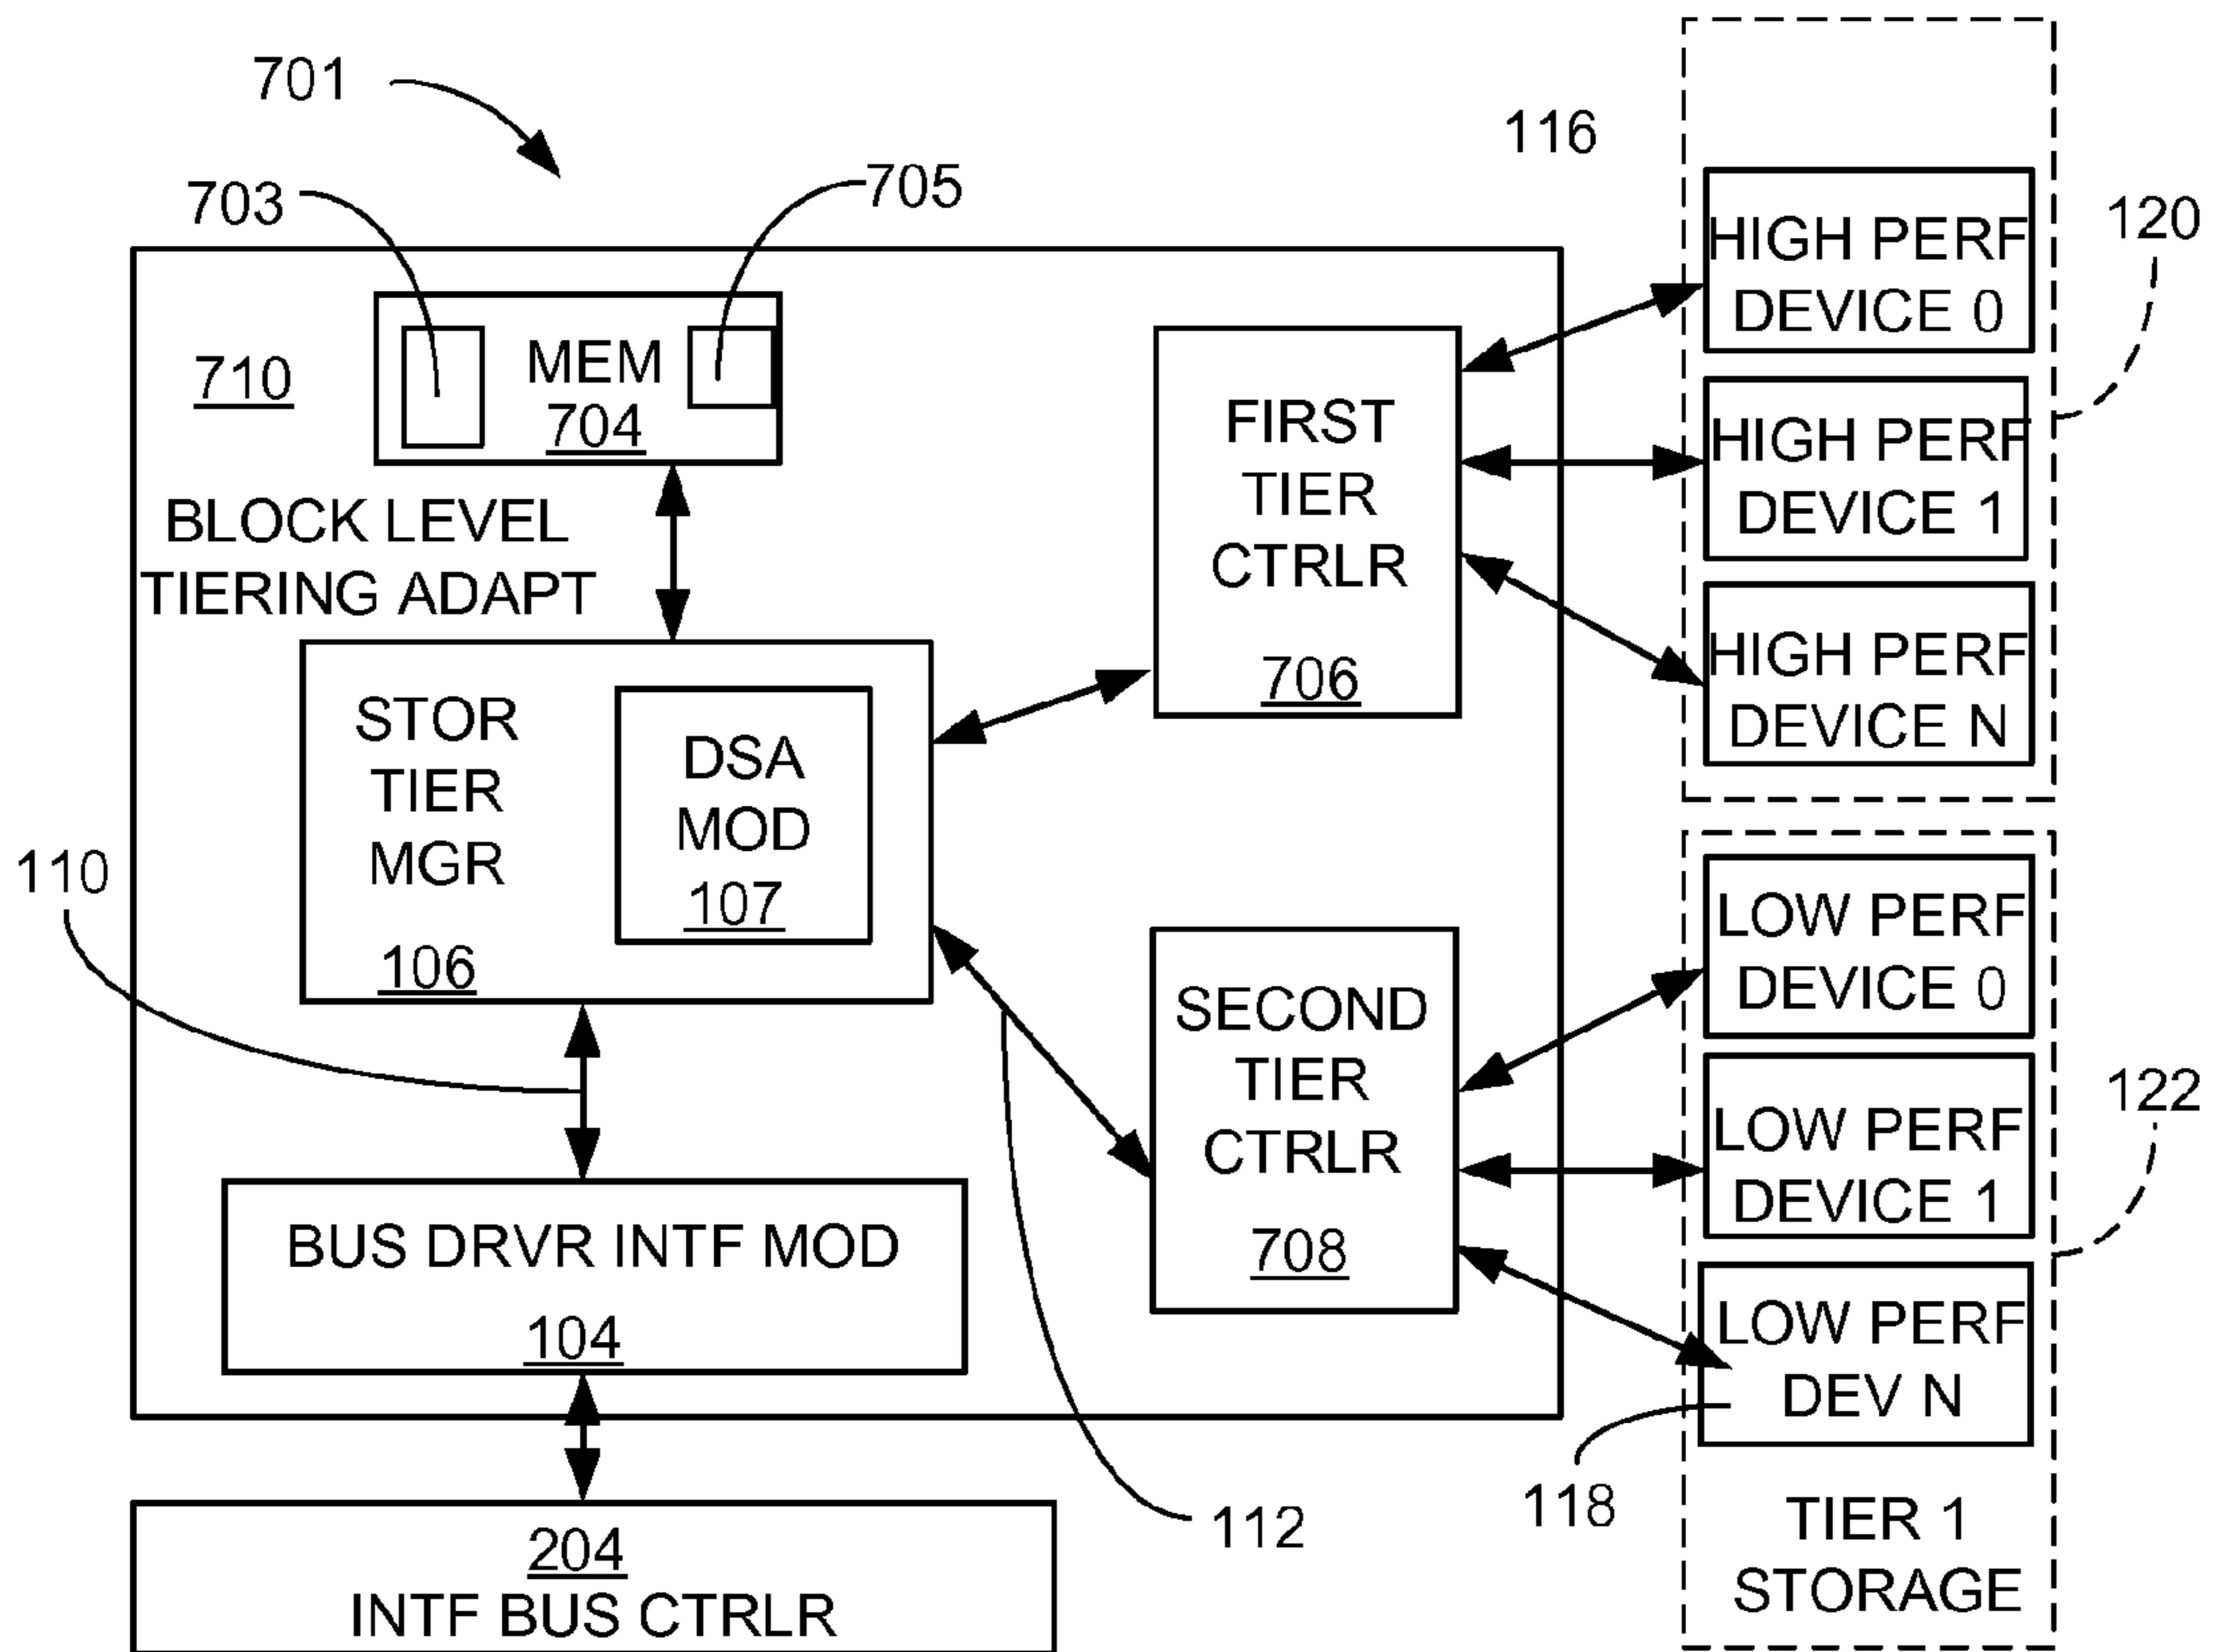 701
116
703
705
120
HIGH PERF
DEVICE 0
710
MEM
704
HIGH PERF
DEVICE 1
FIRST
TIER
CTRLR
706
BLOCK LEVEL
TIERING ADAPT
HIGH PERF
DEVICE N
STOR
TIER
MGR
106
DSA
MOD
107
110
LOW PERF
DEVICE 0
SECOND
TIER
CTRLR
708
LOW PERF
DEVICE 1
122
BUS DRVR INTF MOD
104
LOW PERF
DEV N
118
112
TIER 1
STORAGE
204
INTF BUS CTRLR